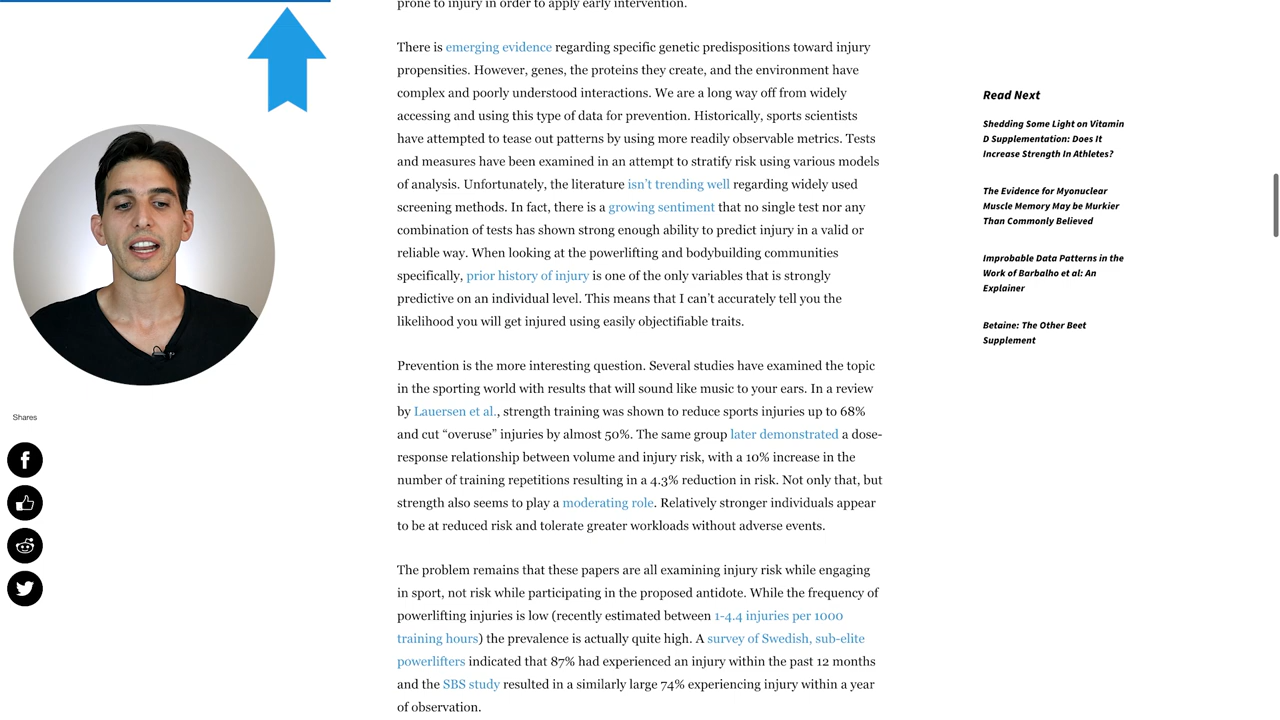 prone to injury in order to apply early intervention.
There is emerging evidence regarding specific genetic predispositions toward injury
propensities. However, genes, the proteins they create, and the environment have
complex and poorly understood interactions. We are a long way off from widely
accessing and using this type of data for prevention. Historically, sports scientists
have attempted to tease out patterns by using more readily observable metrics. Tests
and measures have been examined in an attempt to stratify risk using various models
of analysis. Unfortunately, the literature isn’t trending well regarding widely used
screening methods. In fact, there is a growing sentiment that no single test nor any
combination of tests has shown strong enough ability to predict injury in a valid or
reliable way. When looking at the powerlifting and bodybuilding communities
specifically, prior history of injury is one of the only variables that is strongly
predictive on an individual level. This means that I can’t accurately tell you the
likelihood you will get injured using easily objectifiable traits.
Prevention is the more interesting question. Several studies have examined the topic
in the sporting world with results that will sound like music to your ears. In a review
by Lauersen et al., strength training was shown to reduce sports injuries up to 68%
and cut “overuse” injuries by almost 50%. The same group later demonstrated a dose-
response relationship between volume and injury risk, with a 10% increase in the
number of training repetitions resulting in a 4.3% reduction in risk. Not only that, but
strength also seems to play a moderating role. Relatively stronger individuals appear
to be at reduced risk and tolerate greater workloads without adverse events.
The problem remains that these papers are all examining injury risk while engaging
in sport, not risk while participating in the proposed antidote. While the frequency of
powerlifting injuries is low (recently estimated between 1-4.4 injuries per 1000
training hours) the prevalence is actually quite high. A survey of Swedish, sub-elite
powerlifters indicated that 87% had experienced an injury within the past 12 months
and the SBS study resulted in a similarly large 74% experiencing injury within a year
of observation.
Shares
Read Next
Shedding Some Light on Vitamin
D Supplementation: Does It
Increase Strength In Athletes?
The Evidence for Myonuclear
Muscle Memory May be Murkier
Than Commonly Believed
Improbable Data Patterns in the
Work of Barbalho et al: An
Explainer
Betaine: The Other Beet
Supplement